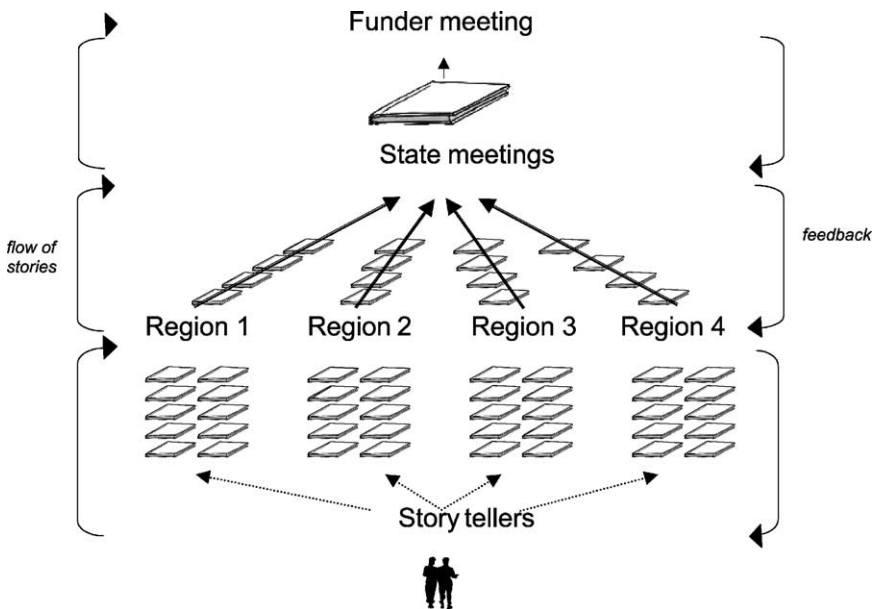 Funder meeting
State meetings
flow of
stories
feedback
Region 1
Region 2
Region 3
Region 4
Story tellers